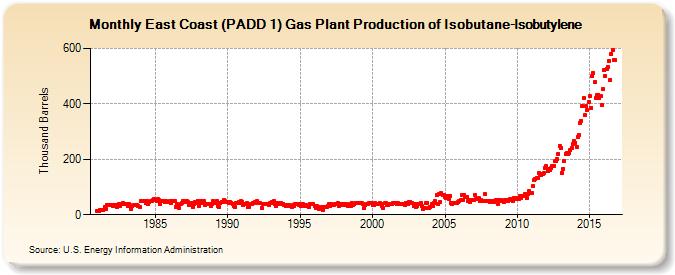 Monthly East Coast (PADD 1) Gas Plant Production of Isobutane-Isobutylene
Thousand Barrels
600
400
200
0
1985 1990 1995 2000 2005 2010 2015
Source: U.S. Energy Information Administration